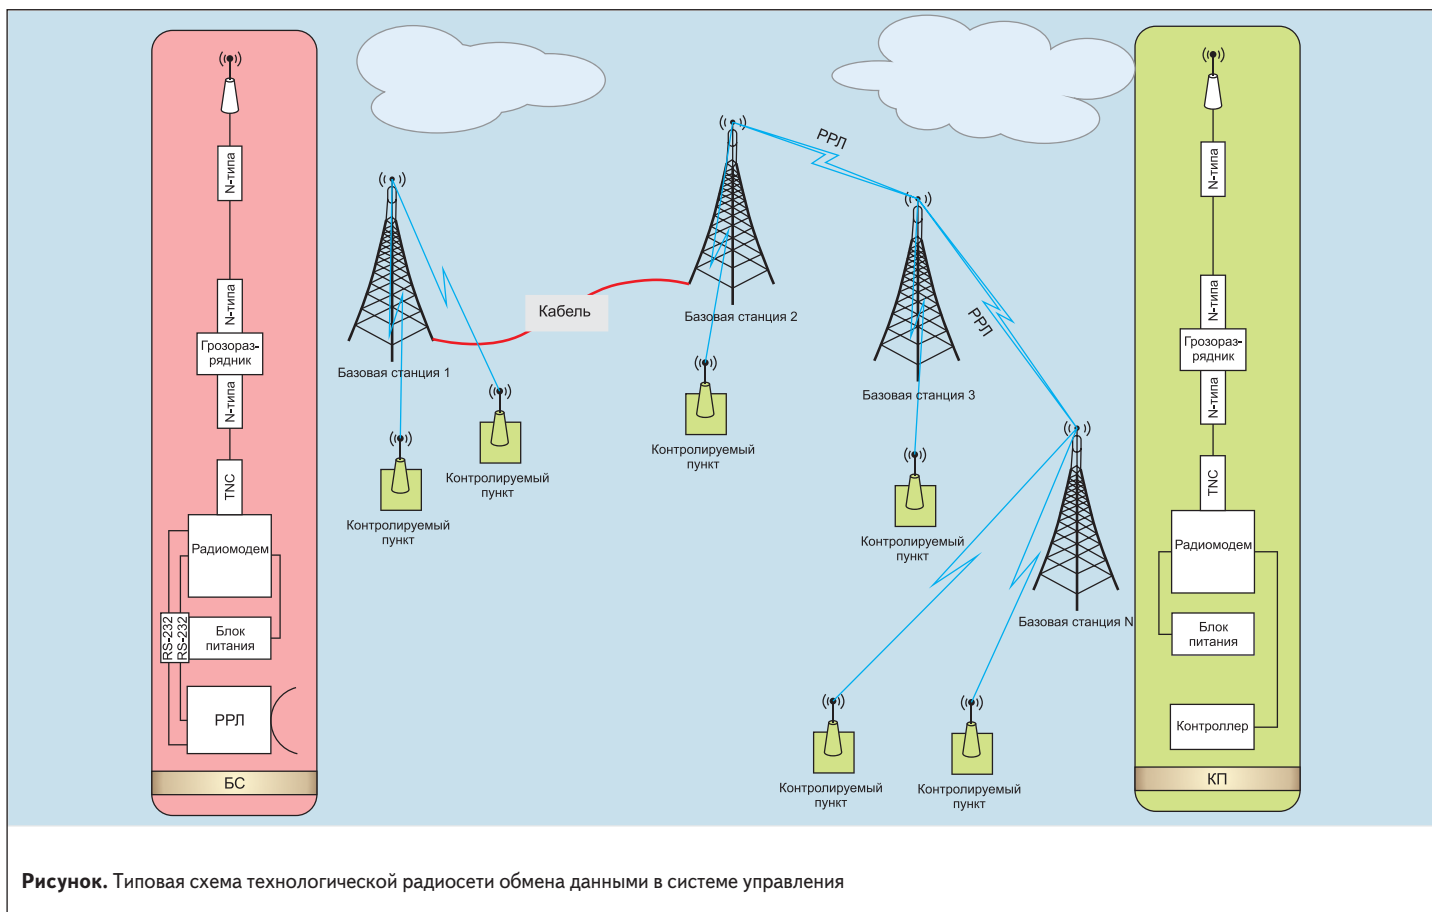 N-типа
N-типа
Грозораз-
рядник
N-типа
TNC
Радиомодем
RS-232
RS-232
Блок
питания
РРЛ
БС
Базовая станция 1
Кабель
Базовая станция 2
РРЛ
Базовая станция 3
РРЛ
Базовая станция N
Контролируемый
пункт
Контролируемый
пункт
Контролируемый
пункт
Контролируемый
пункт
Контролируемый
пункт
Контролируемый
пункт
N-типа
N-типа
Грозораз-
рядник
N-типа
TNC
Радиомодем
Блок
питания
Контроллер
КП
Рисунок. Типовая схема технологической радиосети обмена данными в системе управления